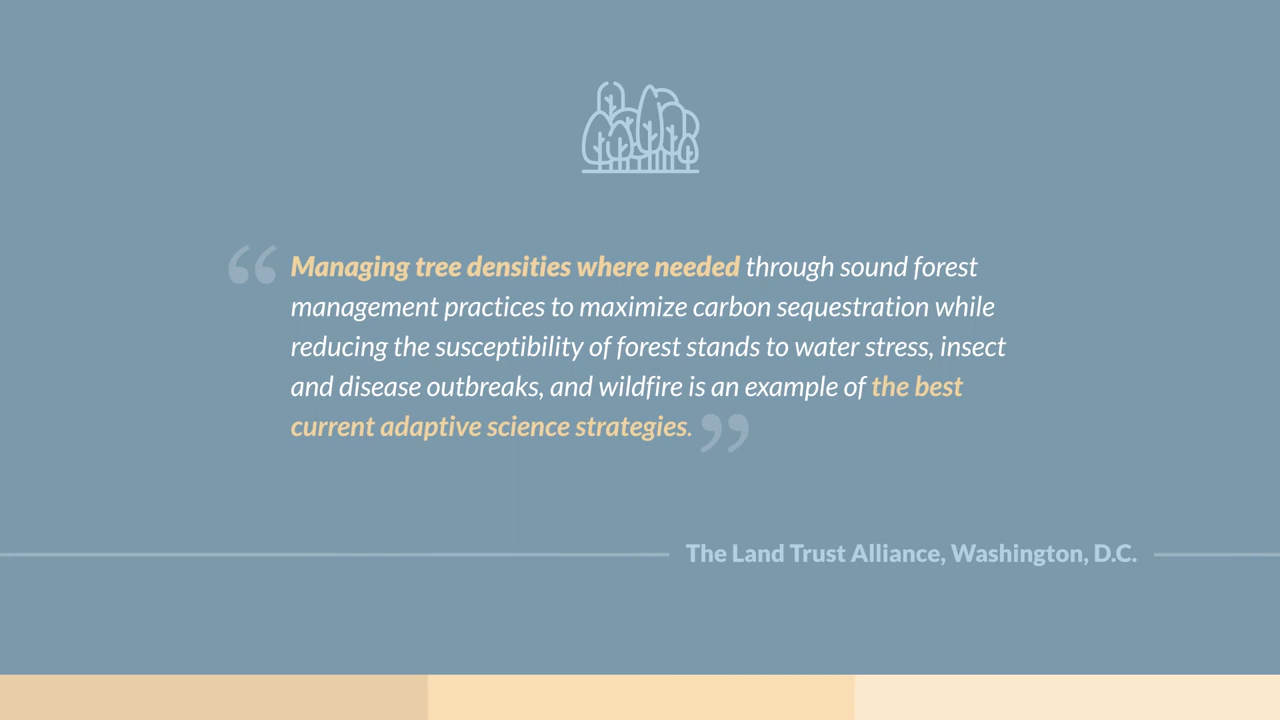 “Managing tree densities where needed through sound forest
management practices to maximize carbon sequestration while
reducing the susceptibility of forest stands to water stress, insect
and disease outbreaks, and wildfire is an example of the best
current adaptive science strategies.”
The Land Trust Alliance, Washington, D.C.